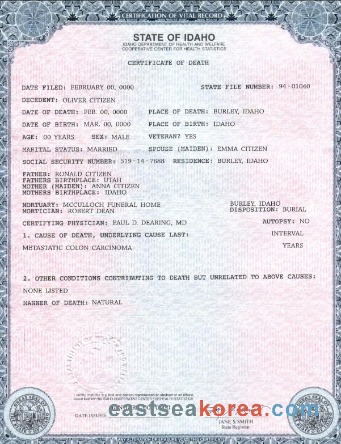 CERTIFICATION OF VITAL RECORD
STATE OF IDAHO
IDAHO DEPARTMENT OF HEALTH AND WELFARE
COOPERATIVE CENTER FOR HEALTH STATISTICS
CERTIFICATE OF DEATH
DATE FILED: FEBRUARY 00, 0000 STATE FILE NUMBER: 94-01060
DECEDENT: OLIVER CITIZEN
DATE OF DEATH: FEB. 00, 0000 PLACE OF DEATH: BURLEY, IDAHO
DATE OF BIRTH: MAR. 00, 0000 PLACE OF BIRTH: IDAHO
AGE: 00 YEARS SEX: MALE VETERAN? YES
MARITAL STATUS: MARRIED SPOUSE (MAIDEN): EMMA CITIZEN
SOCIAL SECURITY NUMBER: 519-14-7888 RESIDENCE: BURLEY, IDAHO
FATHER: RONALD CITIZEN
FATHERS BIRTHPLACE: UTAH
MOTHER (MAIDEN): ANNA CITIZEN
MOTHERS BIRTHPLACE: IDAHO
MORTUARY: MCCULLOCH FUNERAL HOME BURLEY, IDAHO
MORTICIAN: ROBERT DEAN DISPOSITION: BURIAL
CERTIFYING PHYSICIAN: PAUL D. DEARING, MD AUTOPSY: NO
1. CAUSE OF DEATH, UNDERLYING CAUSE LAST: INTERVAL
METASTATIC COLON CARCINOMA YEARS
2. OTHER CONDITIONS CONTRIBUTING TO DEATH BUT UNRELATED TO ABOVE CAUSES:
NONE LISTED
MANNER OF DEATH: NATURAL
eastseakorea.com
DATE ISSUED
JANE S SMITH
State Registrar